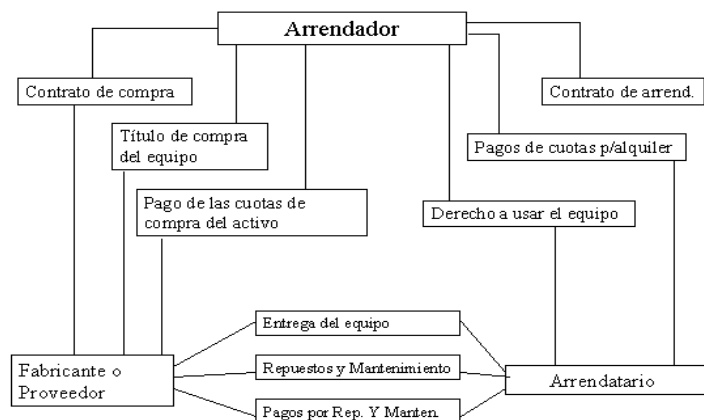 Arrendador
Contrato de compra
Contrato de arrend.
Título de compra
del equipo
Pagos de cuotas p/alquiler
Pago de las cuotas de
compra del activo
Derecho a usar el equipo
Entrega del equipo
Fabricante o
Proveedor
Repuestos y Mantenimiento
Arrendatario
Pagos por Rep. Y Manten.